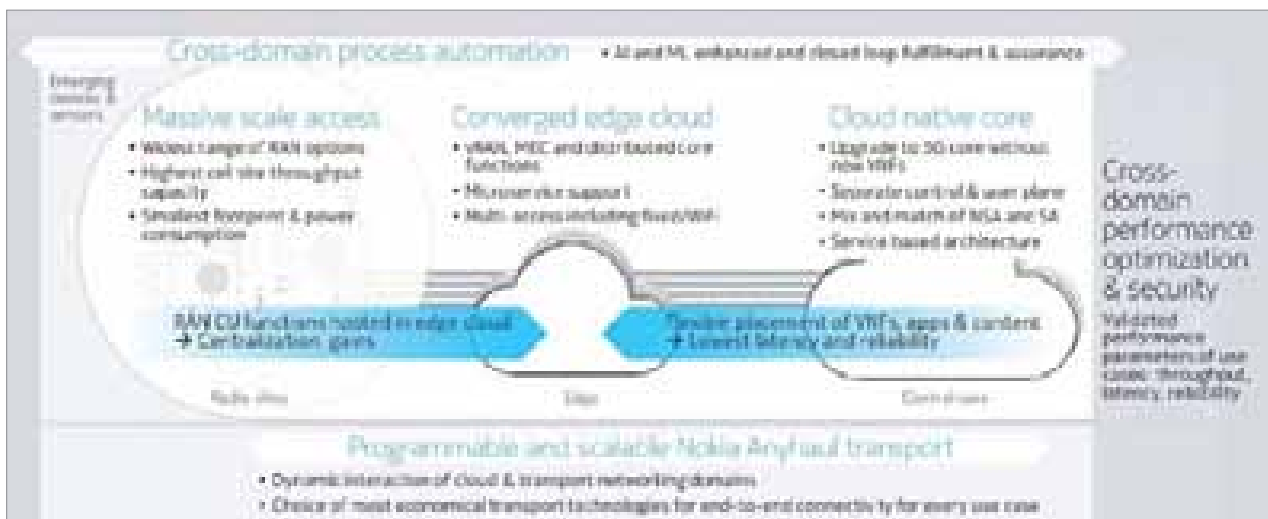 Cross-domain process automation
• AI and ML enhanced and closed loop fulfillment & assurance
Emerging
devices &
sensors
Massive scale access
• Widest range of RAN options
• Highest cell site throughput
capacity
• Smallest footprint & power
consumption
Converged edge cloud
• vRAN, MEC and distributed core
functions
• Microservice support
• Multi-access including fixed/WiFi
Cloud native core
• Upgrade to 5G core without
new VNFs
• Separate control & user plane
• Mix and match of NSA and SA
• Service based architecture
Cross-
domain
performance
optimization
& security
Validated
performance
parameters of use
cases: throughput,
latency, reliability
RAN CU functions hosted in edge cloud
→ Centralization gains
Flexible placement of VNFs, apps & content
→ Lowest latency and reliability
Radio sites
Edge
Programmable and scalable Nokia Anyhaul transport
• Dynamic interaction of cloud & transport networking domains
• Choice of most economical transport technologies for end-to-end connectivity for every use case